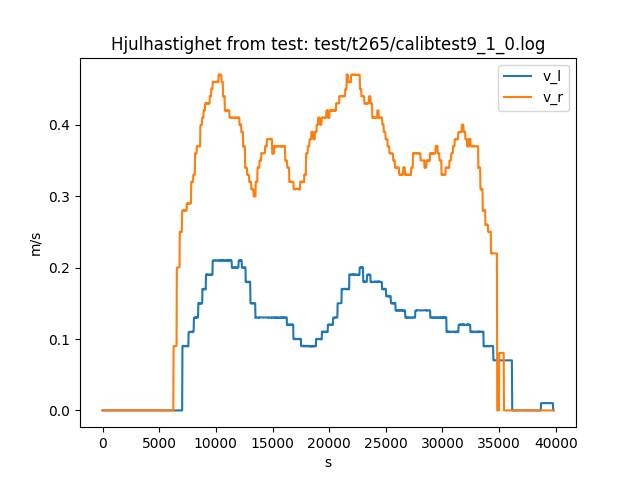 Hjulhastighet from test: test/t265/calibtest9_1_0.log
v_l
v_r
m/s
0.4
0.3
0.2
0.1
0.0
0 5000 10000 15000 20000 25000 30000 35000 40000
s